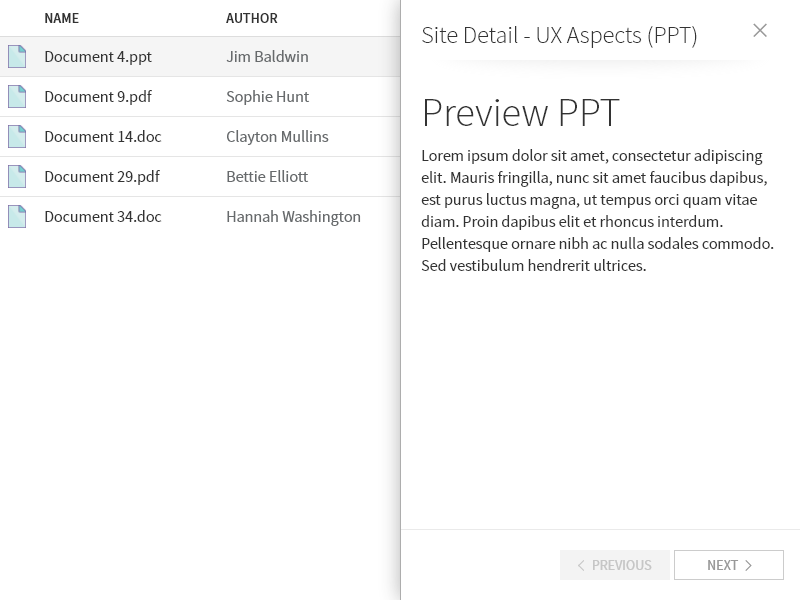 NAME AUTHOR
Document 4.ppt Jim Baldwin
Document 9.pdf Sophie Hunt
Document 14.doc Clayton Mullins
Document 29.pdf Bettie Elliott
Document 34.doc Hannah Washington
Site Detail - UX Aspects (PPT)
Preview PPT
Lorem ipsum dolor sit amet, consectetur adipiscing
elit. Mauris fringilla, nunc sit amet faucibus dapibus,
est purus luctus magna, ut tempus orci quam vitae
diam. Proin dapibus elit et rhoncus interdum.
Pellentesque ornare nibh ac nulla sodales commodo.
Sed vestibulum hendrerit ultrices.
PREVIOUS NEXT